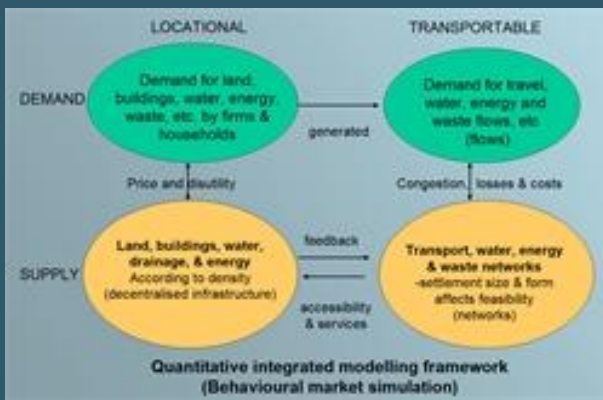 LOCATIONAL
TRANSPORTABLE
DEMAND
Demand for land,
buildings, water, energy,
waste, etc. by firms &
households
generated
Demand for travel,
water, energy and
waste flows, etc
(flows)
Price and disutility
Congestion, losses & costs
SUPPLY
Land, buildings, water,
drainage, & energy
According to density
(decentralised infrastructure)
feedback
accessibility
& services
Transport, water, energy
& waste networks
-settlement size & form
affects feasibility
(networks)
Quantitative integrated modelling framework
(Behavioural market simulation)